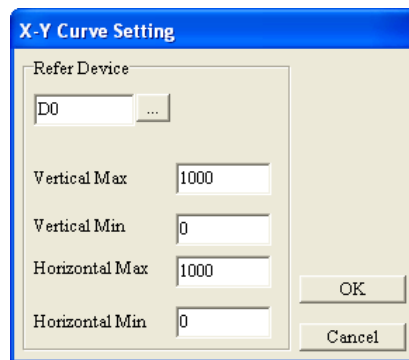 X-Y Curve Setting
Refer Device
D0
...
Vertical Max 1000
Vertical Min 0
Horizontal Max 1000
Horizontal Min 0
OK
Cancel